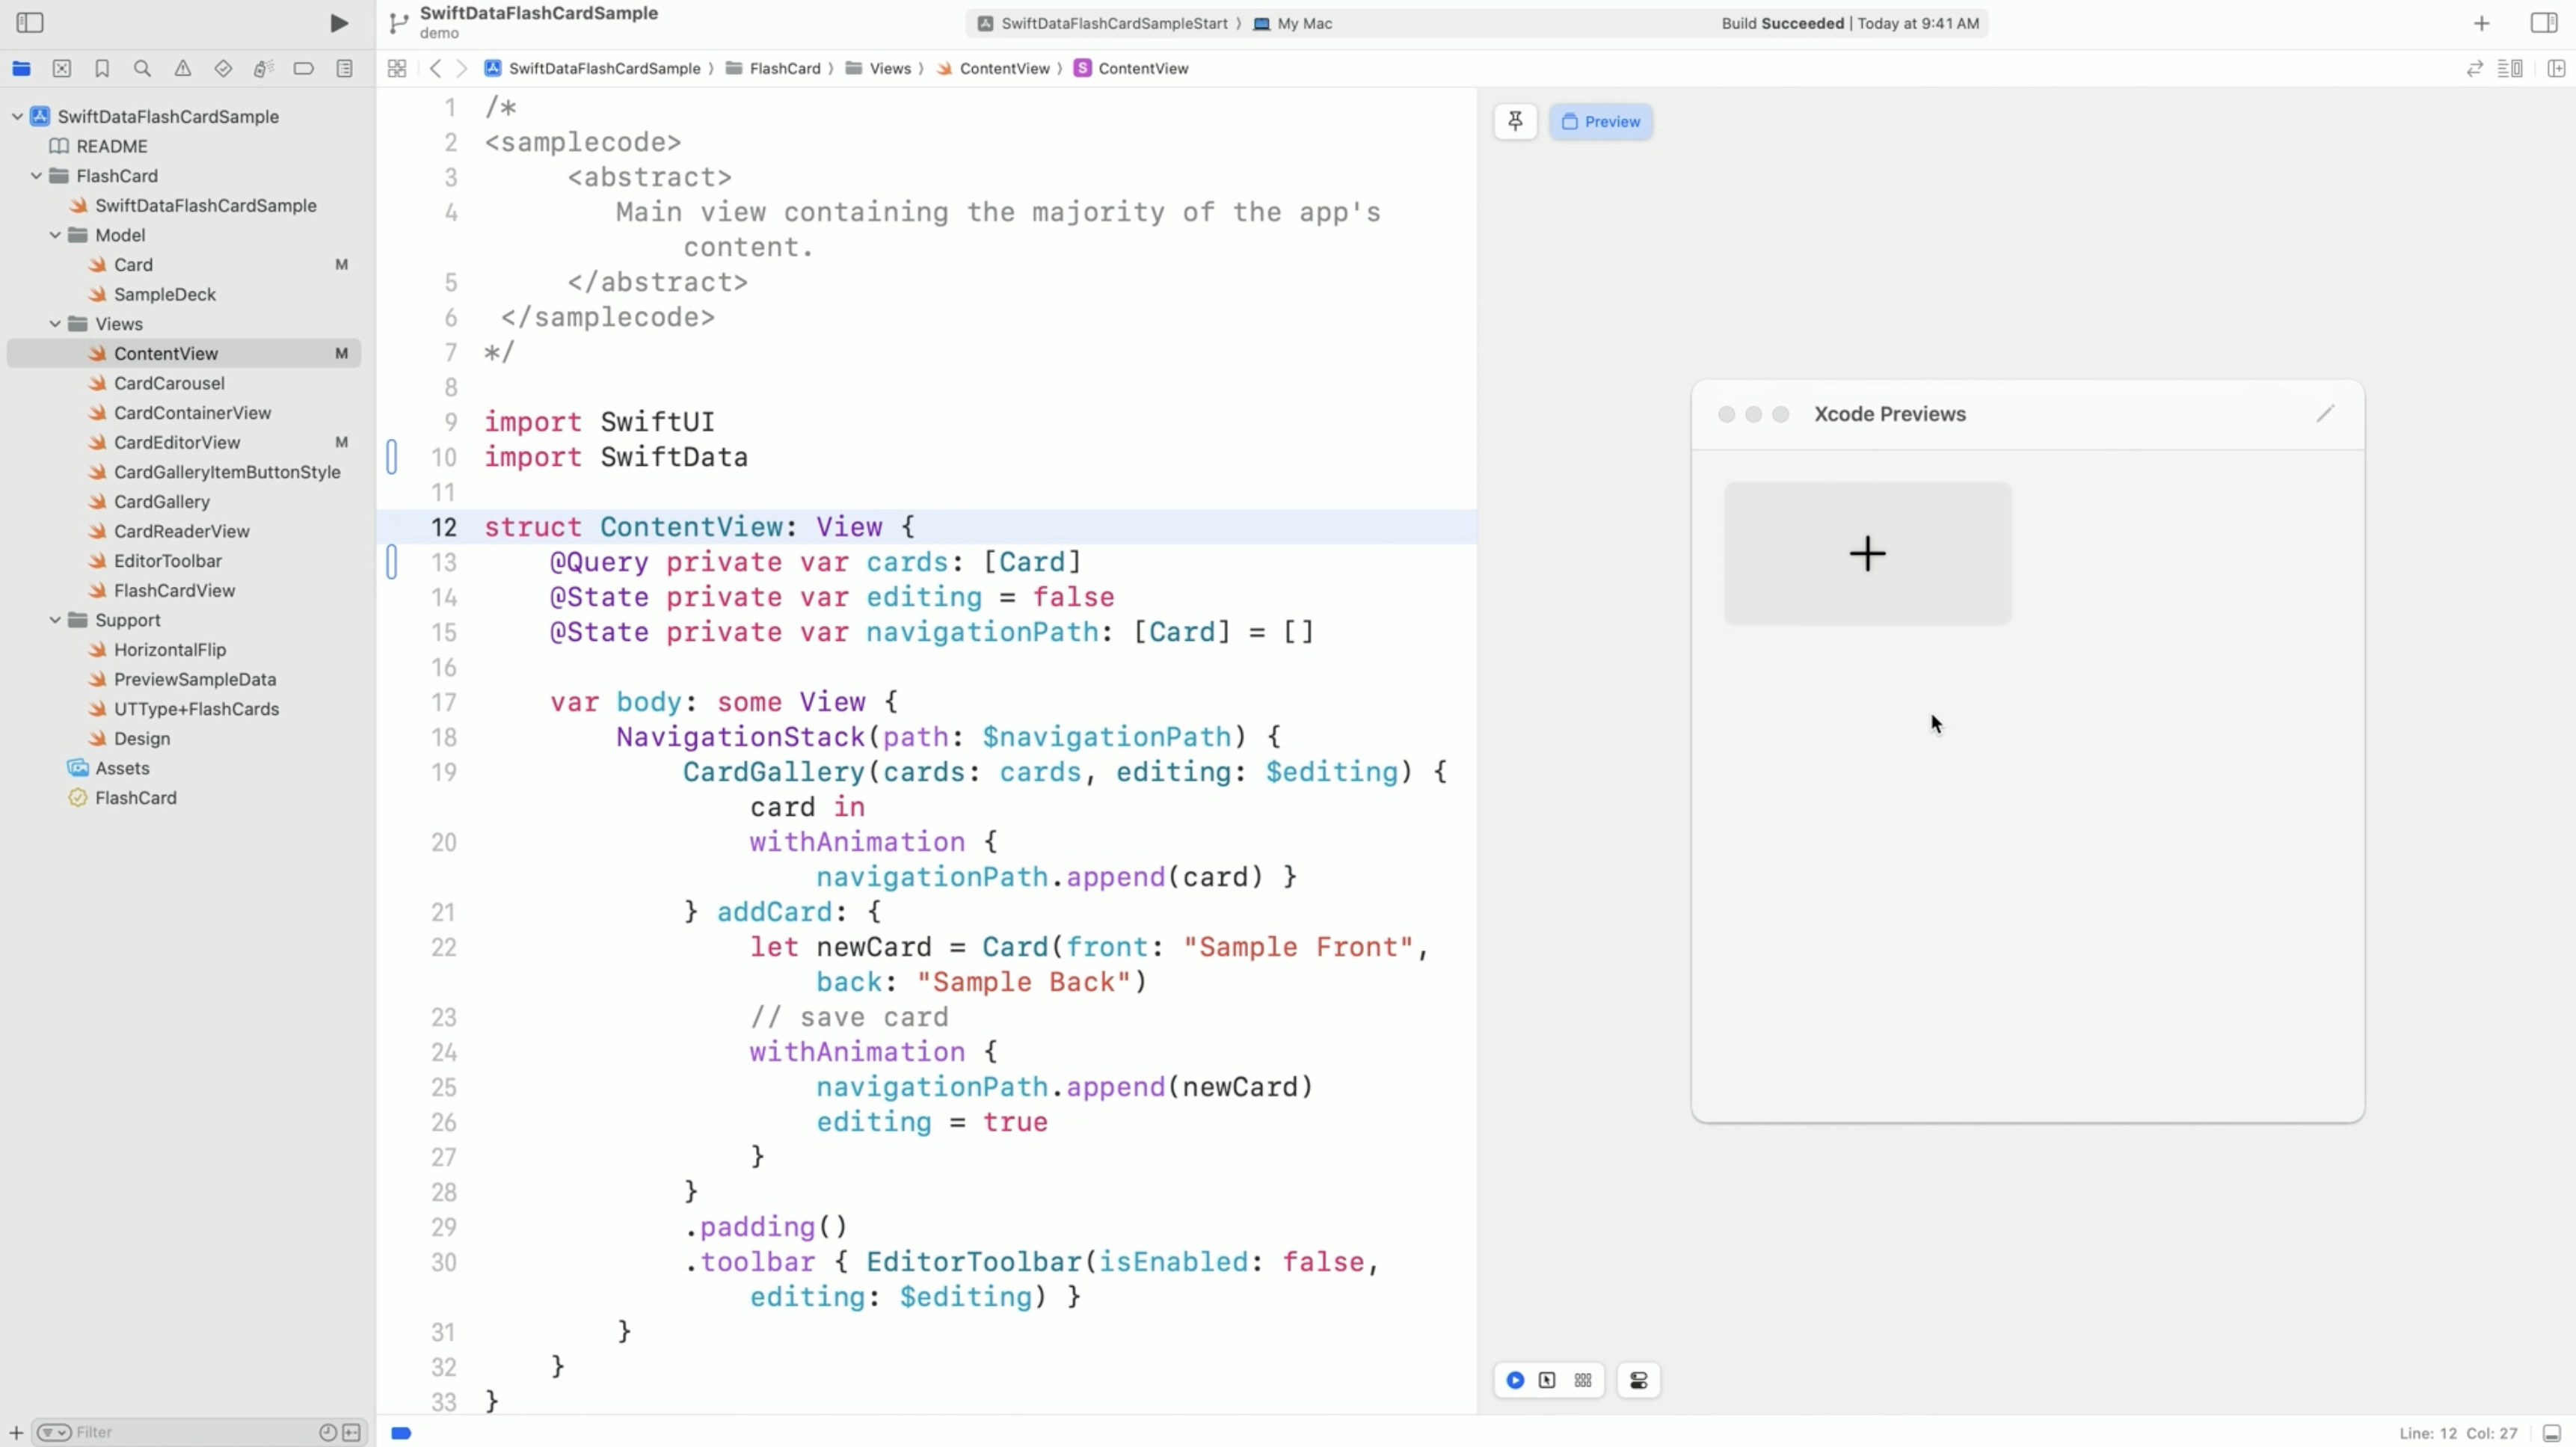 SwiftDataFlashCardSample
demo
SwiftDataFlashCardSampleStart 〉 My Mac
Build Succeeded | Today at 9:41 AM
SwiftDataFlashCardSample 〉 FlashCard 〉 Views 〉 ContentView 〉 S ContentView
SwiftDataFlashCardSample
README
FlashCard
SwiftDataFlashCardSample
Model
Card M
SampleDeck
Views
ContentView M
CardCarousel
CardContainerView
CardEditorView M
CardGalleryItemButtonStyle
CardGallery
CardReaderView
EditorToolbar
FlashCardView
Support
HorizontalFlip
PreviewSampleData
UTType+FlashCards
Design
Assets
FlashCard
Filter
1 /*
2 <samplecode>
3 <abstract>
4 Main view containing the majority of the app's
content.
5 </abstract>
6 </samplecode>
7 */
8
9 import SwiftUI
10 import SwiftData
11
12 struct ContentView: View {
13 @Query private var cards: [Card]
14 @State private var editing = false
15 @State private var navigationPath: [Card] = []
16
17 var body: some View {
18 NavigationStack(path: $navigationPath) {
19 CardGallery(cards: cards, editing: $editing) {
card in
20 withAnimation {
navigationPath.append(card) }
21 } addCard: {
22 let newCard = Card(front: "Sample Front",
back: "Sample Back")
23 // save card
24 withAnimation {
25 navigationPath.append(newCard)
26 editing = true
27 }
28 }
29 .padding()
30 .toolbar { EditorToolbar(isEnabled: false,
editing: $editing) }
31 }
32 }
33 }
Preview
Xcode Previews
Line: 12 Col: 27